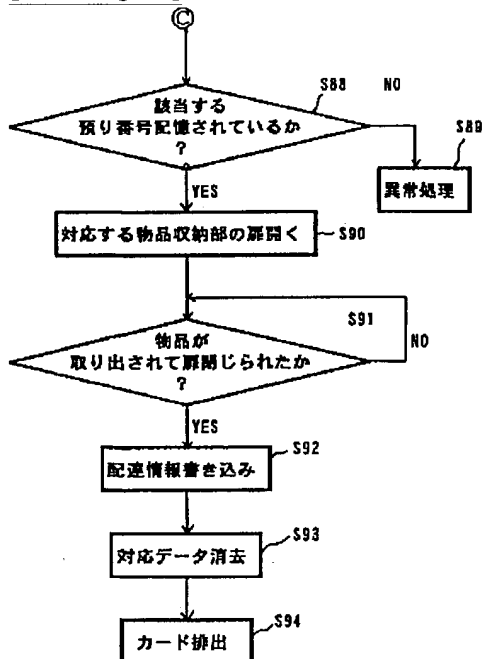 C
S88
NO
該当する
預り番号記憶されているか
?
S89
異常処理
YES
対応する物品収納部の扉開く
S90
S91
物品が
取り出されて扉閉じられたか
?
NO
YES
S92
配達情報書き込み
S93
対応データ消去
S94
カード排出